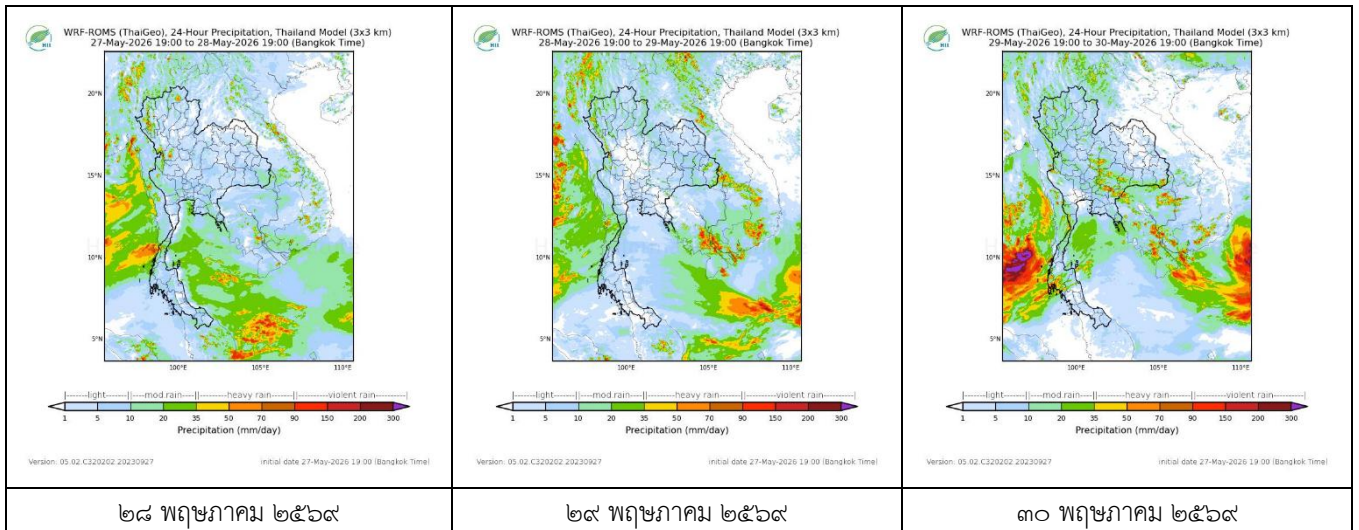 HII
WRF-ROMS (ThaiGeo), 24-Hour Precipitation, Thailand Model (3x3 km)
27-May-2026 19:00 to 28-May-2026 19:00 (Bangkok Time)
20°N
15°N
10°N
5°N
100°E 105°E 110°E
|-------light----||---mod.rain----||-------heavy rain-----||------violent rain------|
1 5 10 20 35 50 70 90 150 200 300
Precipitation (mm/day)
Version: 05.02.C320202.20230927 initial date 27-May-2026 19:00 (Bangkok Time)
๒๘ พฤษภาคม ๒๕๖๙
HII
WRF-ROMS (ThaiGeo), 24-Hour Precipitation, Thailand Model (3x3 km)
28-May-2026 19:00 to 29-May-2026 19:00 (Bangkok Time)
20°N
15°N
10°N
5°N
100°E 105°E 110°E
|-------light----||---mod.rain----||-------heavy rain-----||------violent rain------|
1 5 10 20 35 50 70 90 150 200 300
Precipitation (mm/day)
Version: 05.02.C320202.20230927 initial date 27-May-2026 19:00 (Bangkok Time)
๒๙ พฤษภาคม ๒๕๖๙
HII
WRF-ROMS (ThaiGeo), 24-Hour Precipitation, Thailand Model (3x3 km)
29-May-2026 19:00 to 30-May-2026 19:00 (Bangkok Time)
20°N
15°N
10°N
5°N
100°E 105°E 110°E
|-------light----||---mod.rain----||-------heavy rain-----||------violent rain------|
1 5 10 20 35 50 70 90 150 200 300
Precipitation (mm/day)
Version: 05.02.C320202.20230927 initial date 27-May-2026 19:00 (Bangkok Time)
๓๐ พฤษภาคม ๒๕๖๙